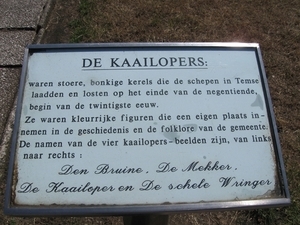 DE KAAILOPERS:
waren stoere, bonkige kerels die de schepen in Temse
laadden en losten op het einde van de negentiende,
begin van de twintigste eeuw.
Ze waren kleurrijke figuren die een eigen plaats in-
nemen in de geschiedenis en de folklore van de gemeente.
De namen van de vier kaailopers-beelden zijn, van links
naar rechts:
Den Bruine, De Mekker,
De Kaailoper en De schele Wringer